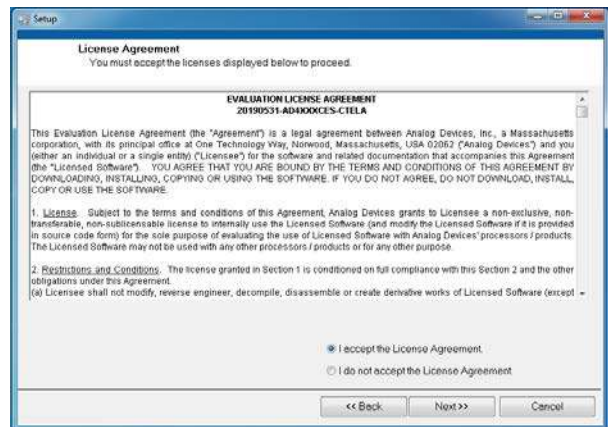 Setup
License Agreement
You must accept the licenses displayed below to proceed.
EVALUATION LICENSE AGREEMENT
20190531-AD4XXXCES-CTELA
This Evaluation License Agreement (the "Agreement") is a legal agreement between Analog Devices, Inc., a Massachusetts
corporation, with its principal office at One Technology Way, Norwood, Massachusetts, USA 02062 ("Analog Devices") and you
(either an individual or a single entity) ("Licensee") for the software and related documentation that accompanies this Agreement
(the "Licensed Software"). YOU AGREE THAT YOU ARE BOUND BY THE TERMS AND CONDITIONS OF THIS AGREEMENT BY
DOWNLOADING, INSTALLING, COPYING OR USING THE SOFTWARE. IF YOU DO NOT AGREE, DO NOT DOWNLOAD, INSTALL,
COPY OR USE THE SOFTWARE.
1. License. Subject to the terms and conditions of this Agreement, Analog Devices grants to Licensee a non-exclusive, non-
transferable, non-sublicensable license to internally use the Licensed Software (and modify the Licensed Software if it is provided
in source code form) for the sole purpose of evaluating the use of Licensed Software with Analog Devices' processors / products.
The Licensed Software may not be used with any other processors / products or for any other purpose.
2. Restrictions and Conditions. The license granted in Section 1 is conditioned on full compliance with this Section 2 and the other
obligations under this Agreement.
(a) Licensee shall not modify, reverse engineer, decompile, disassemble or create derivative works of Licensed Software (except
I accept the License Agreement.
I do not accept the License Agreement
<< Back
Next >>
Cancel